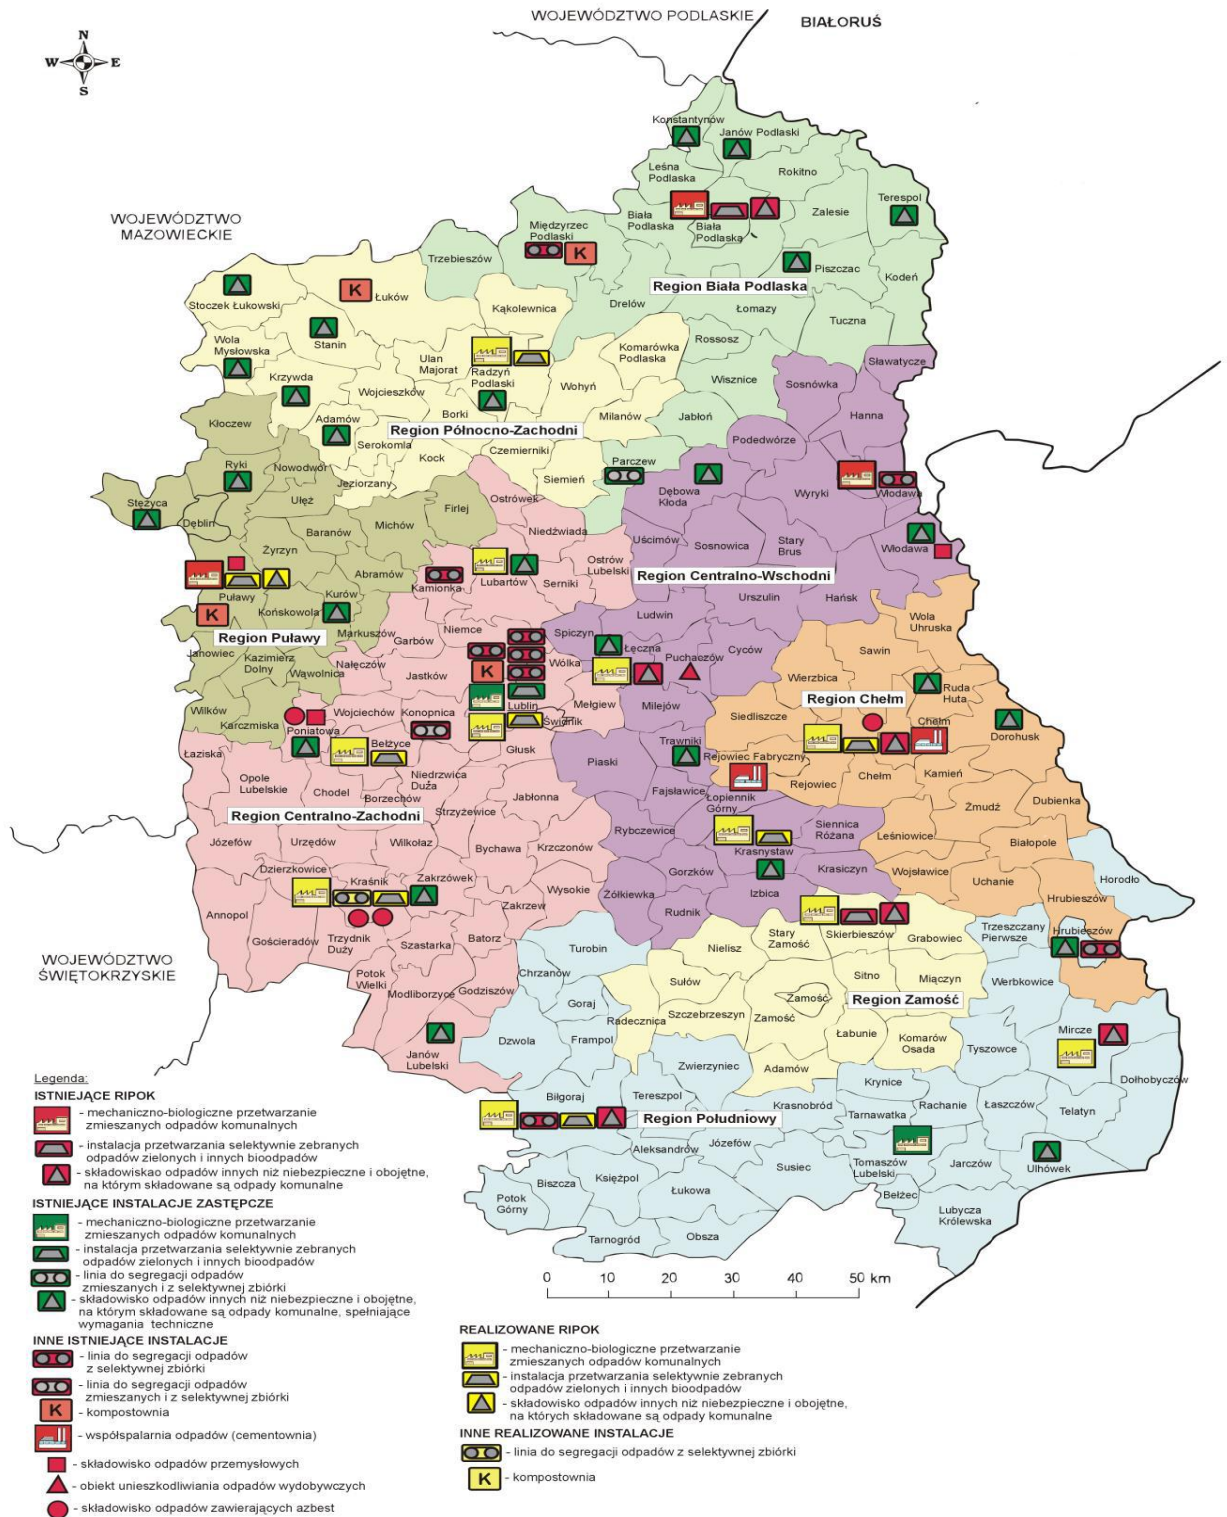 WOJEWÓDZTWO PODLASKIE
BIAŁORUŚ
N
W
E
S
Konstantynów
Janów Podlaski
Leśna
Podlaska
Rokitno
Terespol
WOJEWÓDZTWO
MAZOWIECKIE
Międzyrzec
Podlaski
Biała
Podlaska
Biała
Podlaska
Zalesie
K
Trzebieszów
Piszczac
Kodeń
Stoczek Łukowski
K
Łuków
Region Biała Podlaska
Kąkolewnica
Drelów
Łomazy
Tuczna
Wola
Mysłowska
Stanin
Ulan
Majorat
Radzyń
Podlaski
Komarówka
Podlaska
Rossosz
Sławatycze
Krzywda
Wojcieszków
Wohyń
Wisznice
Sosnówka
Hanna
Kłoczew
Adamów
Borki
Milanów
Jabłoń
Region Północno-Zachodni
Serokomla
Czemierniki
Podedwórze
Ryki
Nowodwór
Kock
Parczew
Siemień
Jeziorzany
Dębowa
Kłoda
Wyryki
Włodawa
Stężyca
Ułęż
Firlej
Ostrówek
Dęblin
Michów
Baranów
Niedźwiada
Uścimów
Sosnowica
Stary
Brus
Włodawa
Żyrzyn
Ostrów
Lubelski
Abramów
Lubartów
Serniki
Region Centralno-Wschodni
Puławy
Kamionka
Urszulin
Hańsk
K
Końskowola
Kurów
Ludwin
Wola
Uhruska
Region Puławy
Markuszów
Garbów
Niemce
Spiczyn
Łęczna
Cyców
Sawin
Janowiec
Kazimierz
Dolny
Wąwolnica
Nałęczów
Jastków
K
Wólka
Puchaczów
Wierzbica
Ruda
Huta
Wilków
Karczmiska
Wojciechów
Konopnica
Lublin
Mełgiew
Milejów
Region Chełm
Siedliszcze
Chełm
Dorohusk
Poniatowa
Świdnik
Łaziska
Bełżyce
Głusk
Trawniki
Rejowiec Fabryczny
Piaski
Rejowiec
Chełm
Kamień
Opole
Lubelskie
Chodel
Borzechów
Niedrzwica
Duża
Jabłonna
Fajsławice
Łopiennik
Górny
Żmudź
Dubienka
Region Centralno-Zachodni
Strzyżewice
Siennica
Różana
Józefów
Urzędów
Wilkołaz
Bychawa
Krzczonów
Rybczewice
Krasnystaw
Leśniowice
Białopole
Dzierzkowice
Kraśnik
Zakrzówek
Wysokie
Gorzków
Krasiczyn
Wojsławice
Uchanie
Horodło
Annopol
Zakrzew
Żółkiewka
Rudnik
Izbica
Hrubieszów
Gościeradów
Trzydnik
Duży
Szastarka
Batorz
Turobin
Nielisz
Stary
Zamość
Skierbieszów
Grabowiec
Trzeszczany
Pierwsze
Hrubieszów
WOJEWÓDZTWO
ŚWIĘTOKRZYSKIE
Potok
Wielki
Modliborzyce
Godziszów
Chrzanów
Sułów
Sitno
Miączyn
Werbkowice
Goraj
Zamość
Region Zamość
Radecznica
Szczebrzeszyn
Zamość
Łabunie
Komarów
Osada
Mircze
Janów
Lubelski
Dzwola
Frampol
Tyszowce
Zwierzyniec
Adamów
Dołhobyczów
Krynice
Biłgoraj
Tereszpol
Krasnobród
Rachanie
Łaszczów
Telatyn
Region Południowy
Tarnawatka
Aleksandrów
Józefów
Tomaszów
Lubelski
Jarczów
Ulhówek
Susiec
Biszcza
Księżpol
Łukowa
Bełżec
Potok
Górny
Lubycza
Królewska
Tarnogród
Obsza
0 10 20 30 40 50 km
Legenda:
ISTNIEJĄCE RIPOK
- mechaniczno-biologiczne przetwarzanie
zmieszanych odpadów komunalnych
- instalacja przetwarzania selektywnie zebranych
odpadów zielonych i innych bioodpadów
- składowiskao odpadów innych niż niebezpieczne i obojętne,
na którym składowane są odpady komunalne
ISTNIEJĄCE INSTALACJE ZASTĘPCZE
- mechaniczno-biologiczne przetwarzanie
zmieszanych odpadów komunalnych
- instalacja przetwarzania selektywnie zebranych
odpadów zielonych i innych bioodpadów
- linia do segregacji odpadów
zmieszanych i z selektywnej zbiórki
- składowisko odpadów innych niż niebezpieczne i obojętne,
na którym składowane są odpady komunalne, spełniające
wymagania techniczne
INNE ISTNIEJĄCE INSTALACJE
- linia do segregacji odpadów
z selektywnej zbiórki
- linia do segregacji odpadów
zmieszanych i z selektywnej zbiórki
K - kompostownia
- współspalarnia odpadów (cementownia)
- składowisko odpadów przemysłowych
- obiekt unieszkodliwiania odpadów wydobywczych
- składowisko odpadów zawierających azbest
REALIZOWANE RIPOK
- mechaniczno-biologiczne przetwarzanie
zmieszanych odpadów komunalnych
- instalacja przetwarzania selektywnie zebranych
odpadów zielonych i innych bioodpadów
- składowisko odpadów innych niż niebezpieczne i obojętne,
na których składowane są odpady komunalne
INNE REALIZOWANE INSTALACJE
- linia do segregacji odpadów z selektywnej zbiórki
K - kompostownia